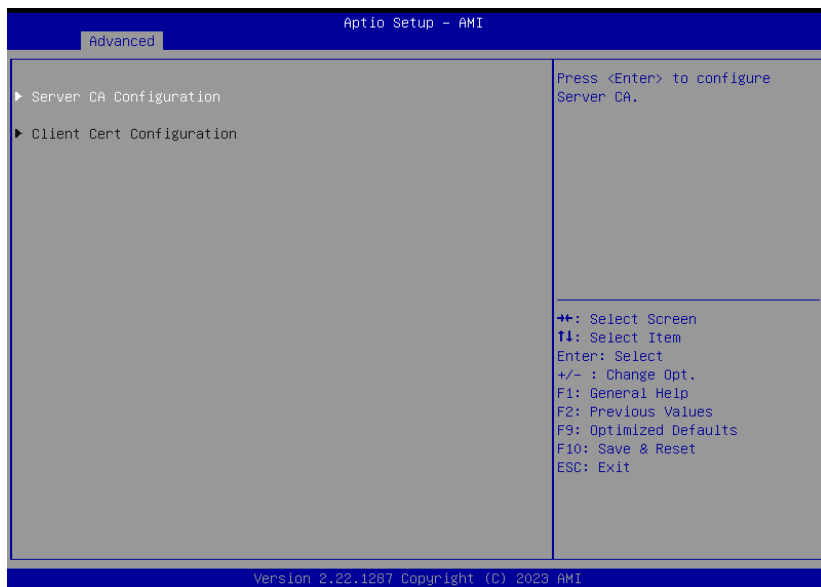 Aptio Setup – AMI
Advanced
▶ Server CA Configuration
▶ Client Cert Configuration
Press <Enter> to configure
Server CA.
→←: Select Screen
↑↓: Select Item
Enter: Select
+/- : Change Opt.
F1: General Help
F2: Previous Values
F9: Optimized Defaults
F10: Save & Reset
ESC: Exit
Version 2.22.1287 Copyright (C) 2023 AMI